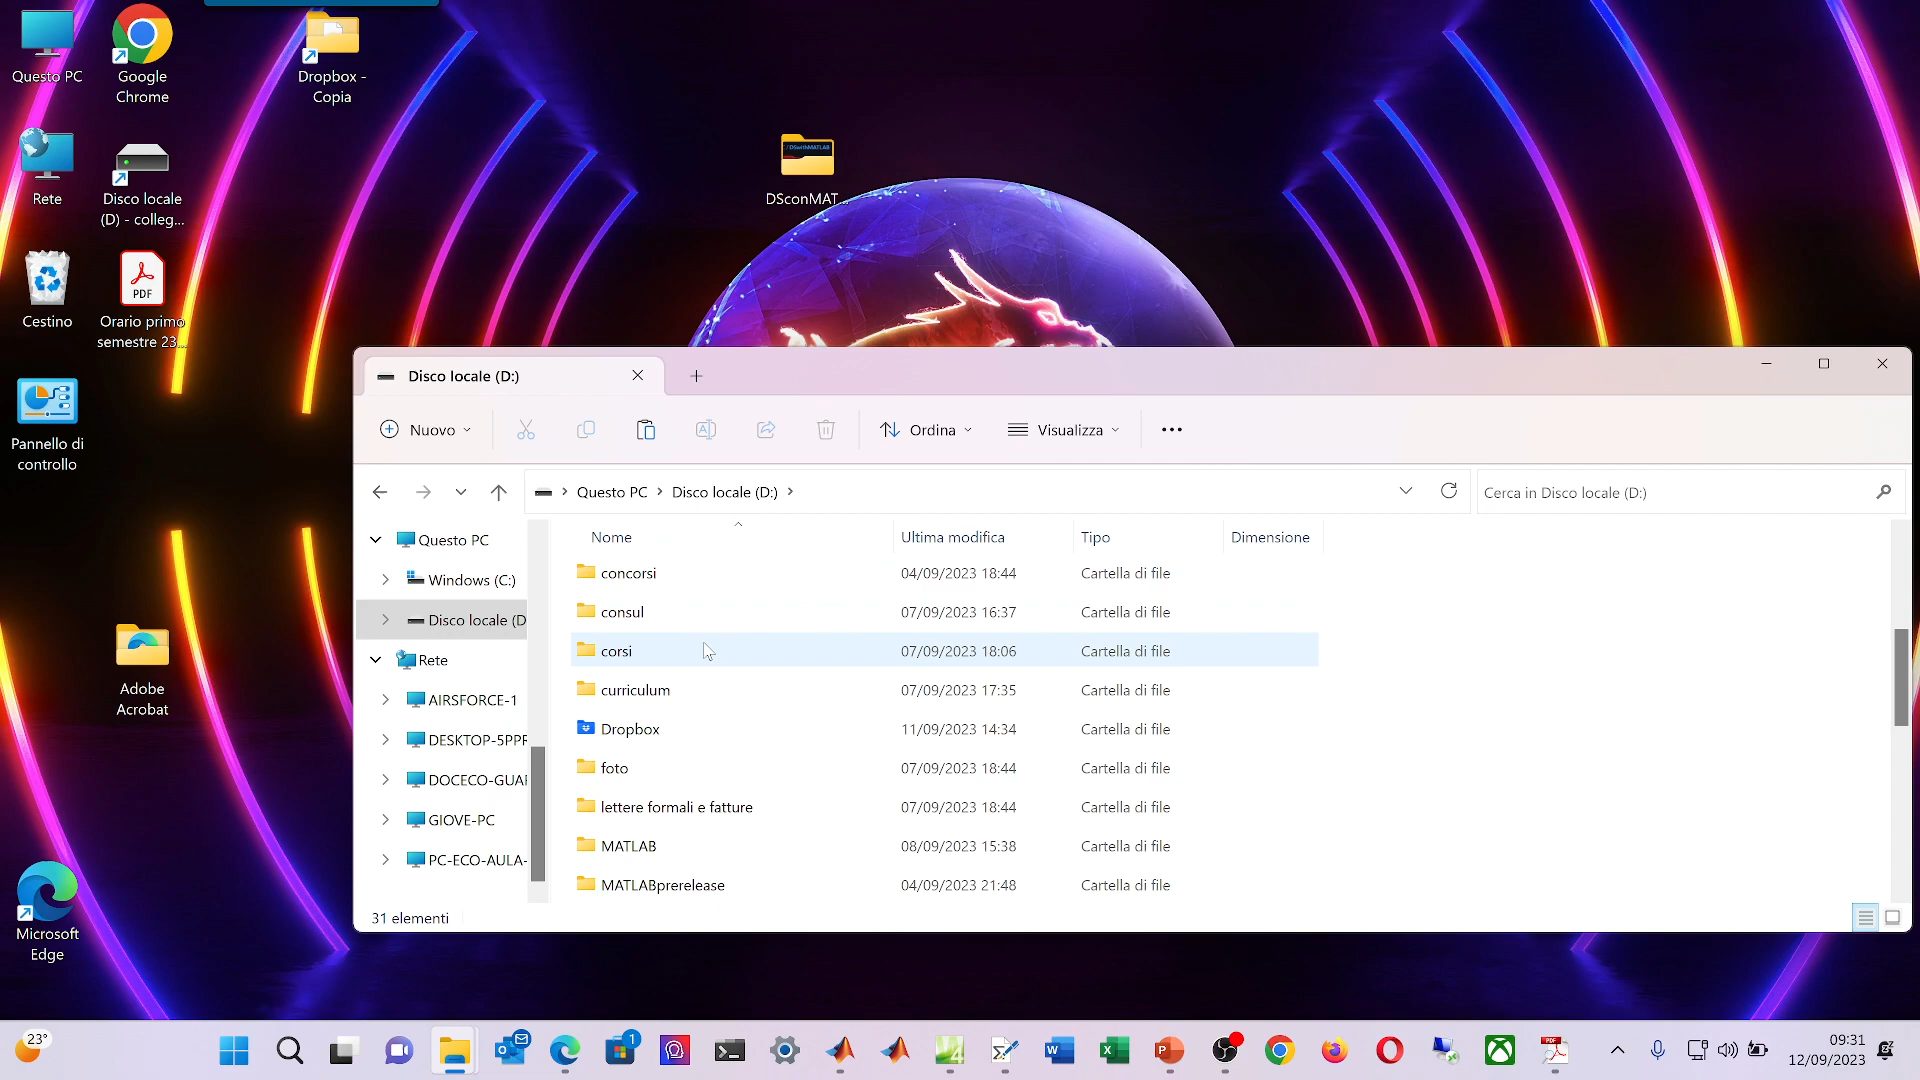 Questo PC
Google
Chrome
Dropbox -
Copia
Rete
Disco locale
(D) - colleg...
DSwithMATLAB
DSconMAT...
Cestino
PDF
Orario primo
semestre 23...
Pannello di
controllo
Adobe
Acrobat
Microsoft
Edge
Disco locale (D:)
Nuovo
Ordina
Visualizza
Questo PC
Disco locale (D:)
Cerca in Disco locale (D:)
Questo PC
Windows (C:)
Disco locale (D
Rete
AIRSFORCE-1
DESKTOP-5PPR
DOCECO-GUAI
GIOVE-PC
PC-ECO-AULA-
Nome Ultima modifica Tipo Dimensione
concorsi 04/09/2023 18:44 Cartella di file
consul 07/09/2023 16:37 Cartella di file
corsi 07/09/2023 18:06 Cartella di file
curriculum 07/09/2023 17:35 Cartella di file
Dropbox 11/09/2023 14:34 Cartella di file
foto 07/09/2023 18:44 Cartella di file
lettere formali e fatture 07/09/2023 18:44 Cartella di file
MATLAB 08/09/2023 15:38 Cartella di file
MATLABprerelease 04/09/2023 21:48 Cartella di file
31 elementi
23°
1
09:31
12/09/2023